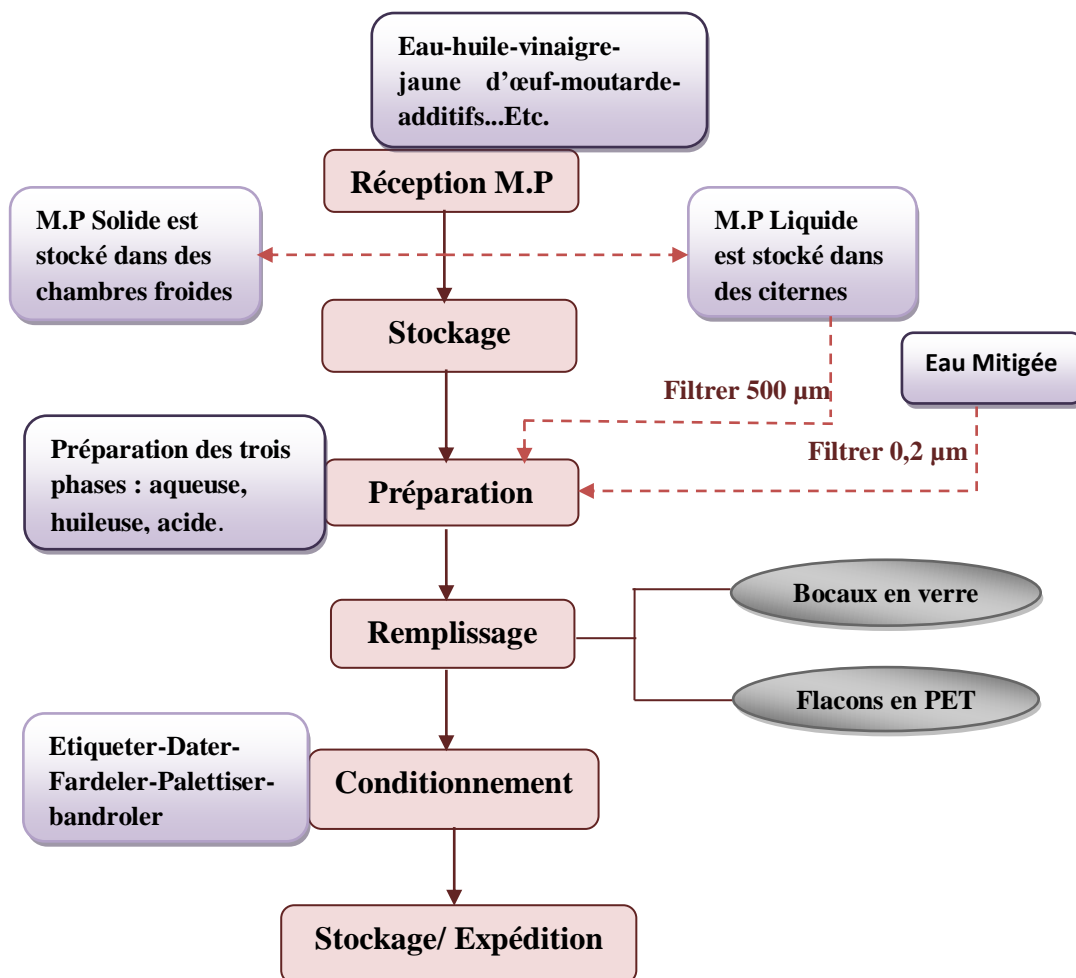 Eau-huile-vinaigre-
jaune d’œuf-moutarde-
additifs...Etc.
Réception M.P
M.P Solide est
stocké dans des
chambres froides
M.P Liquide
est stocké dans
des citernes
Stockage
Eau Mitigée
Filtrer 500 µm
Filtrer 0,2 µm
Préparation des trois
phases : aqueuse,
huileuse, acide.
Préparation
Bocaux en verre
Remplissage
Flacons en PET
Etiqueter-Dater-
Fardeler-Palettiser-
bandroler
Conditionnement
Stockage/ Expédition